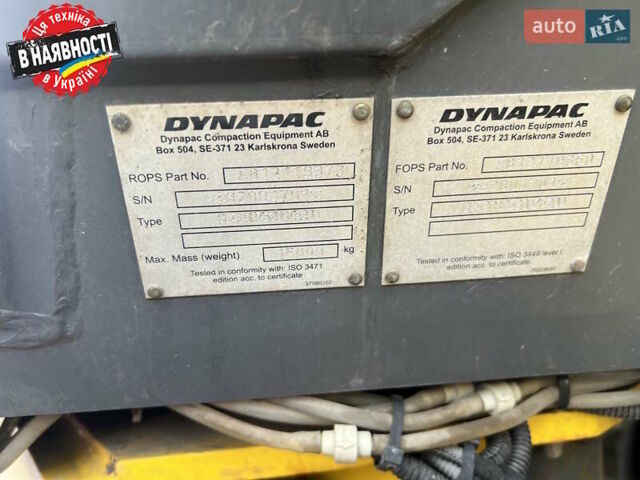 Ця техніка
В НАЯВНОСТІ
в Україні
auto RIA
.com
DYNAPAC
Dynapac Compaction Equipment AB
Box 504, SE-371 23 Karlskrona Sweden
ROPS Part No.
S/N
Type
Max. Mass (weight) kg
Tested in conformity with: ISO 3471
edition acc. to certificate
DYNAPAC
Dynapac Compaction Equipment AB
Box 504, SE-371 23 Karlskrona Sweden
FOPS Part No.
S/N
Type
Tested in conformity with: ISO 3449 level I
edition acc. to certificate